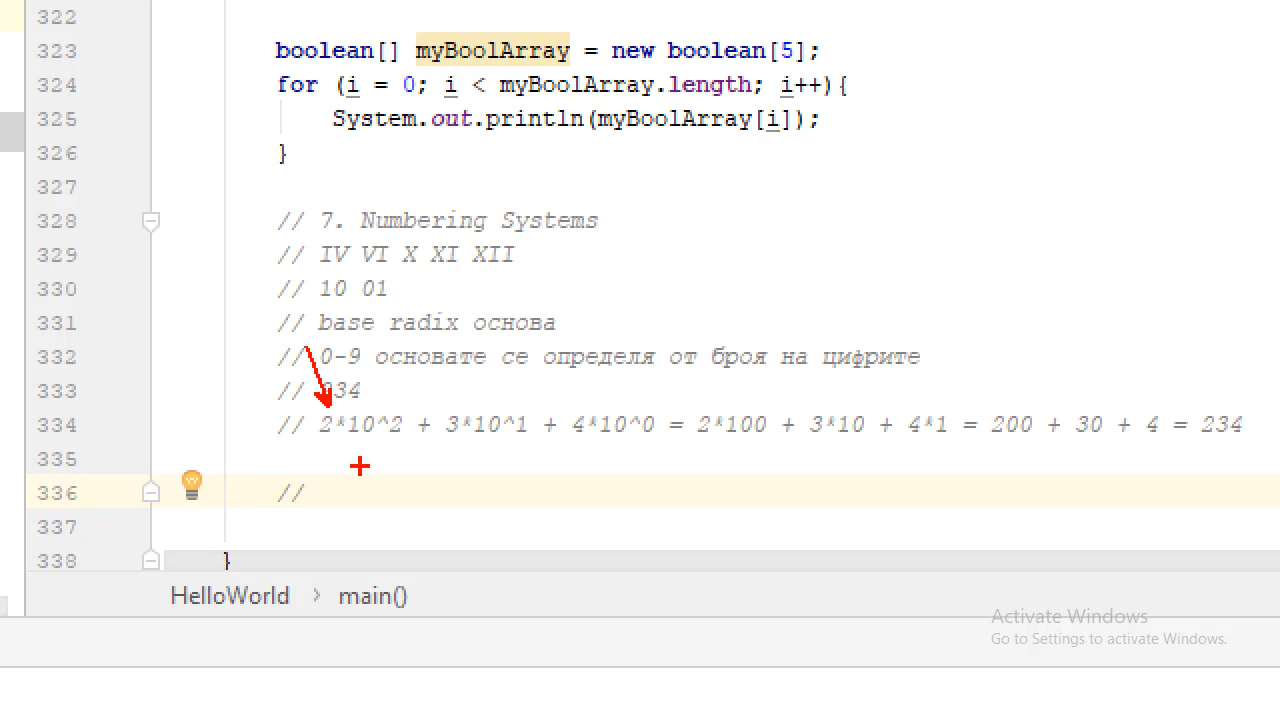 322
323 boolean[] myBoolArray = new boolean[5];
324 for (i = 0; i < myBoolArray.length; i++){
325 System.out.println(myBoolArray[i]);
326 }
327
328 // 7. Numbering Systems
329 // IV VI X XI XII
330 // 10 01
331 // base radix основа
332 // 0-9 основате се определя от броя на цифрите
333 // 234
334 // 2*10^2 + 3*10^1 + 4*10^0 = 2*100 + 3*10 + 4*1 = 200 + 30 + 4 = 234
335
336 //
337
338 }
HelloWorld > main()
Activate Windows
Go to Settings to activate Windows.